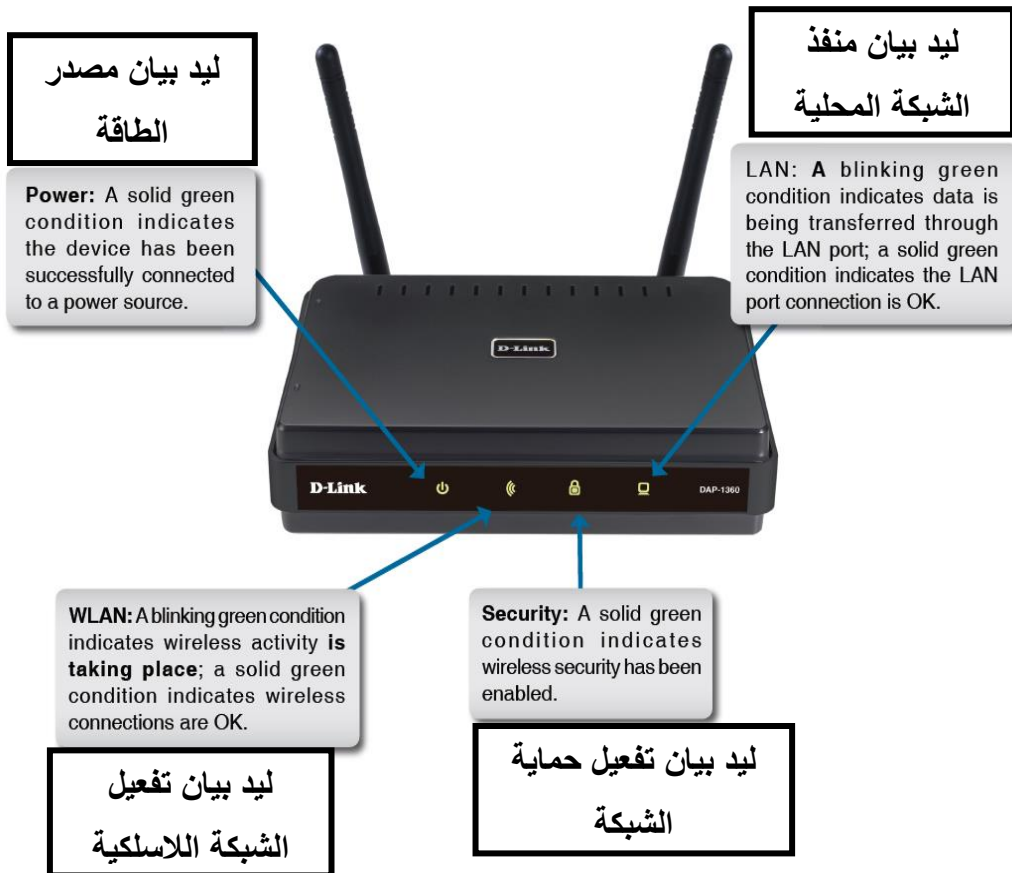 ليد بيان مصدر
الطاقة
Power: A solid green
condition indicates
the device has been
successfully connected
to a power source.
ليد بيان منفذ
الشبكة المحلية
LAN: A blinking green
condition indicates data is
being transferred through
the LAN port; a solid green
condition indicates the LAN
port connection is OK.
D-Link
D-Link
DAP-1360
WLAN: A blinking green condition
indicates wireless activity is
taking place; a solid green
condition indicates wireless
connections are OK.
ليد بيان تفعيل
الشبكة اللاسلكية
Security: A solid green
condition indicates
wireless security has been
enabled.
ليد بيان تفعيل حماية
الشبكة